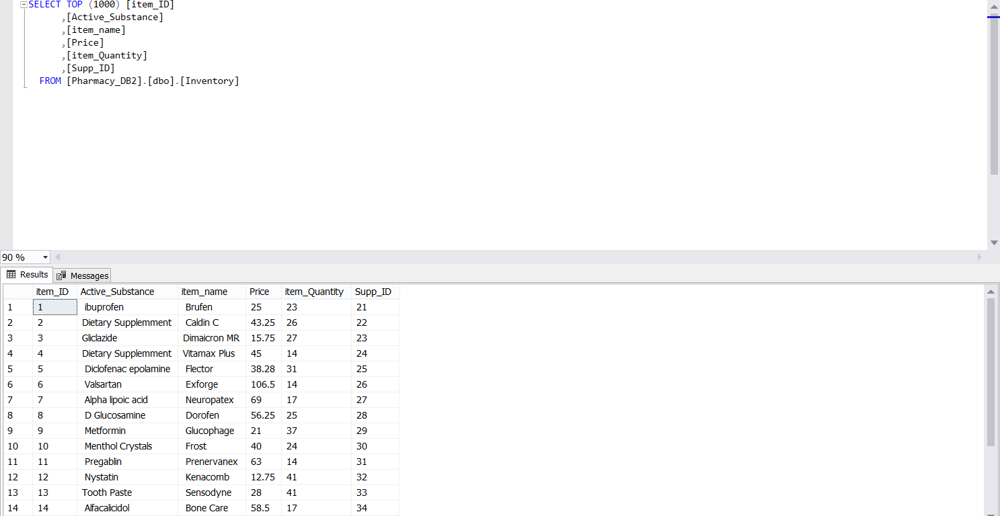 SELECT TOP (1000) [item_ID]
,[Active_Substance]
,[item_name]
,[Price]
,[item_Quantity]
,[Supp_ID]
FROM [Pharmacy_DB2].[dbo].[Inventory]
90 %
Results Messages
item_ID Active_Substance item_name Price item_Quantity Supp_ID
1 1 ibuprofen Brufen 25 23 21
2 2 Dietary Supplemment Caldin C 43.25 26 22
3 3 Gliclazide Dimaicron MR 15.75 27 23
4 4 Dietary Supplemment Vitamax Plus 45 14 24
5 5 Diclofenac epolamine Flector 38.28 31 25
6 6 Valsartan Exforge 106.5 14 26
7 7 Alpha lipoic acid Neuropatex 69 17 27
8 8 D Glucosamine Dorofen 56.25 25 28
9 9 Metformin Glucophage 21 37 29
10 10 Menthol Crystals Frost 40 24 30
11 11 Pregablin Prenervanex 63 14 31
12 12 Nystatin Kenacomb 12.75 41 32
13 13 Tooth Paste Sensodyne 28 41 33
14 14 Alfacalicidol Bone Care 58.5 17 34